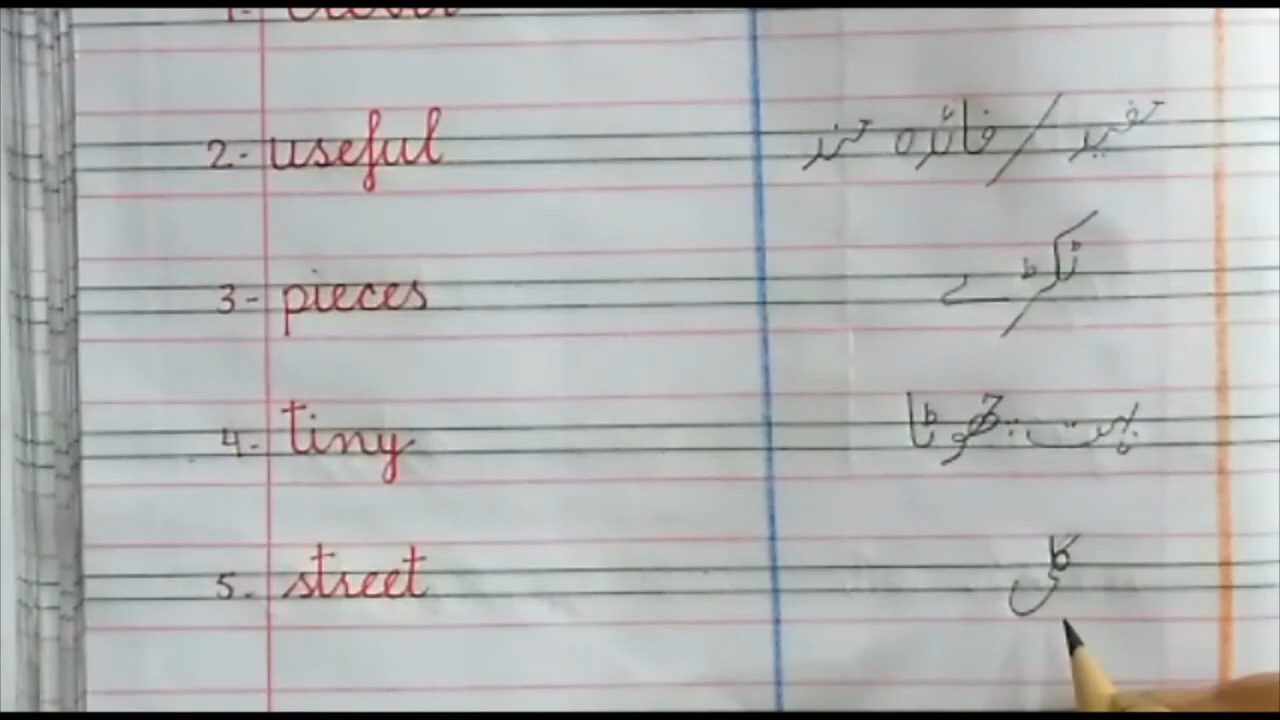 2- useful مفید / فائدہ مند
3- pieces ٹکڑے
4- tiny بہت چھوٹا
5- street گلی